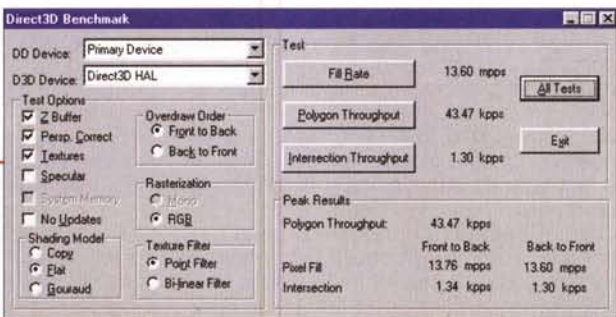 Direct3D Benchmark
DD Device: Primary Device
D3D Device: Direct3D HAL
Test Options
Z Buffer
Persp. Correct
Textures
Specular
System Memory
No Updates
Shading Model
Copy
Flat
Gouraud
Overdraw Order
Front to Back
Back to Front
Rasterization
Mono
RGB
Texture Filter
Point Filter
Bi-linear Filter
Test
Fill Rate 13.60 mpps
Polygon Throughput 43.47 kpps
Intersection Throughput 1.30 kpps
All Tests
Exit
Peak Results
Polygon Throughput: 43.47 kpps
Front to Back Back to Front
Pixel Fill 13.76 mpps 13.60 mpps
Intersection 1.34 kpps 1.30 kpps